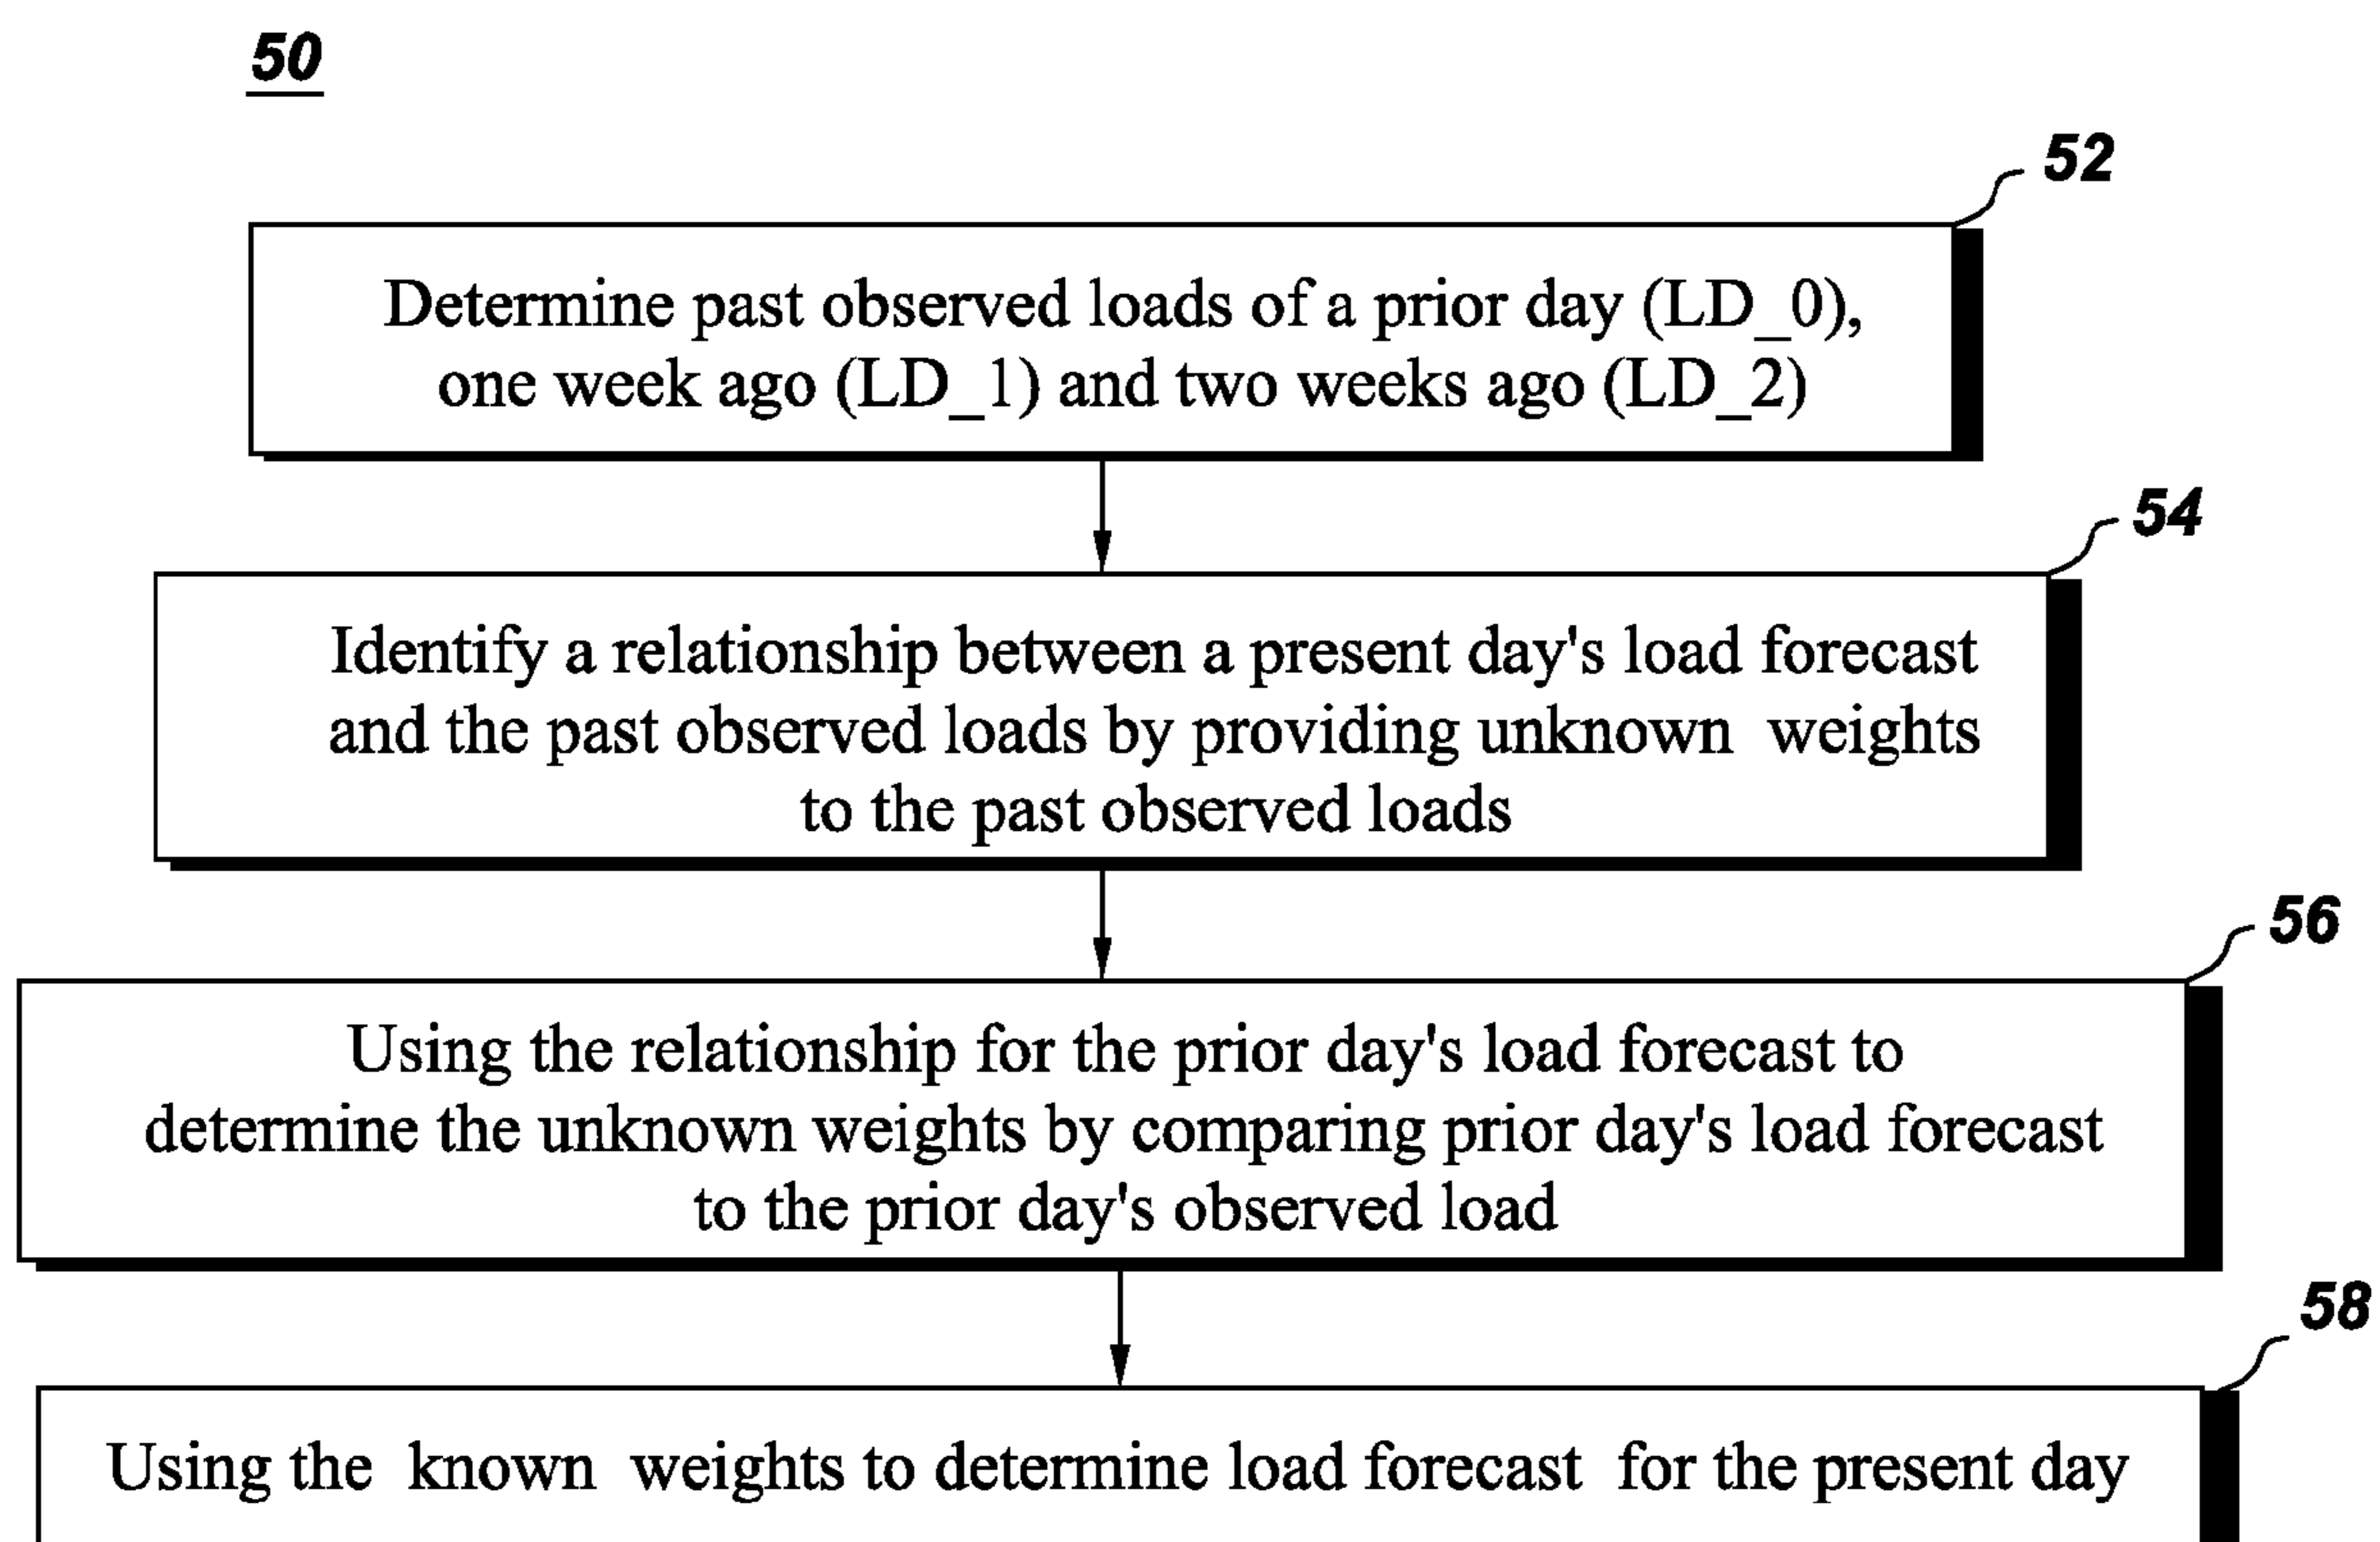 50
52
Determine past observed loads of a prior day (LD_0),
one week ago (LD_1) and two weeks ago (LD_2)
54
Identify a relationship between a present day's load forecast
and the past observed loads by providing unknown weights
to the past observed loads
56
Using the relationship for the prior day's load forecast to
determine the unknown weights by comparing prior day's load forecast
to the prior day's observed load
58
Using the known weights to determine load forecast for the present day